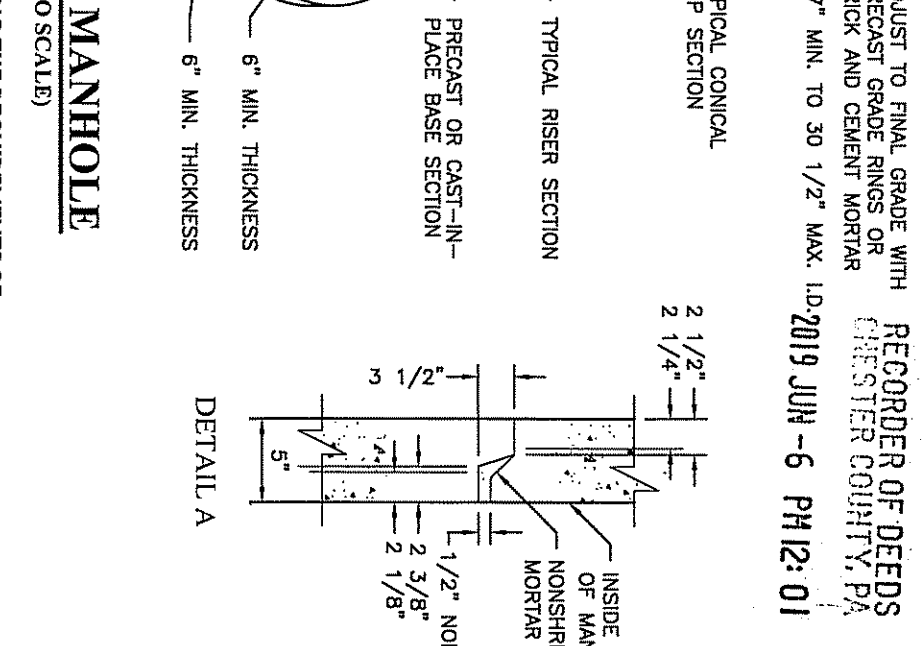 JUST TO FINAL GRADE WITH
RECAST GRADE RINGS OR
RICK AND CEMENT MORTAR
7" MIN. TO 30 1/2" MAX. I.D.
PICAL CONICAL
P SECTION
TYPICAL RISER SECTION
PRECAST OR CAST-IN-
PLACE BASE SECTION
6" MIN. THICKNESS
6" MIN. THICKNESS
MANHOLE
O SCALE)
RECORDER OF DEEDS
CHESTER COUNTY, PA
2019 JUN -6 PM 12:01
2 1/2"
2 1/4"
3 1/2"
5"
INSIDE
OF MAN
NONSHRI
MORTAR
1/2" NO
2 3/8"
2 1/8"
DETAIL A